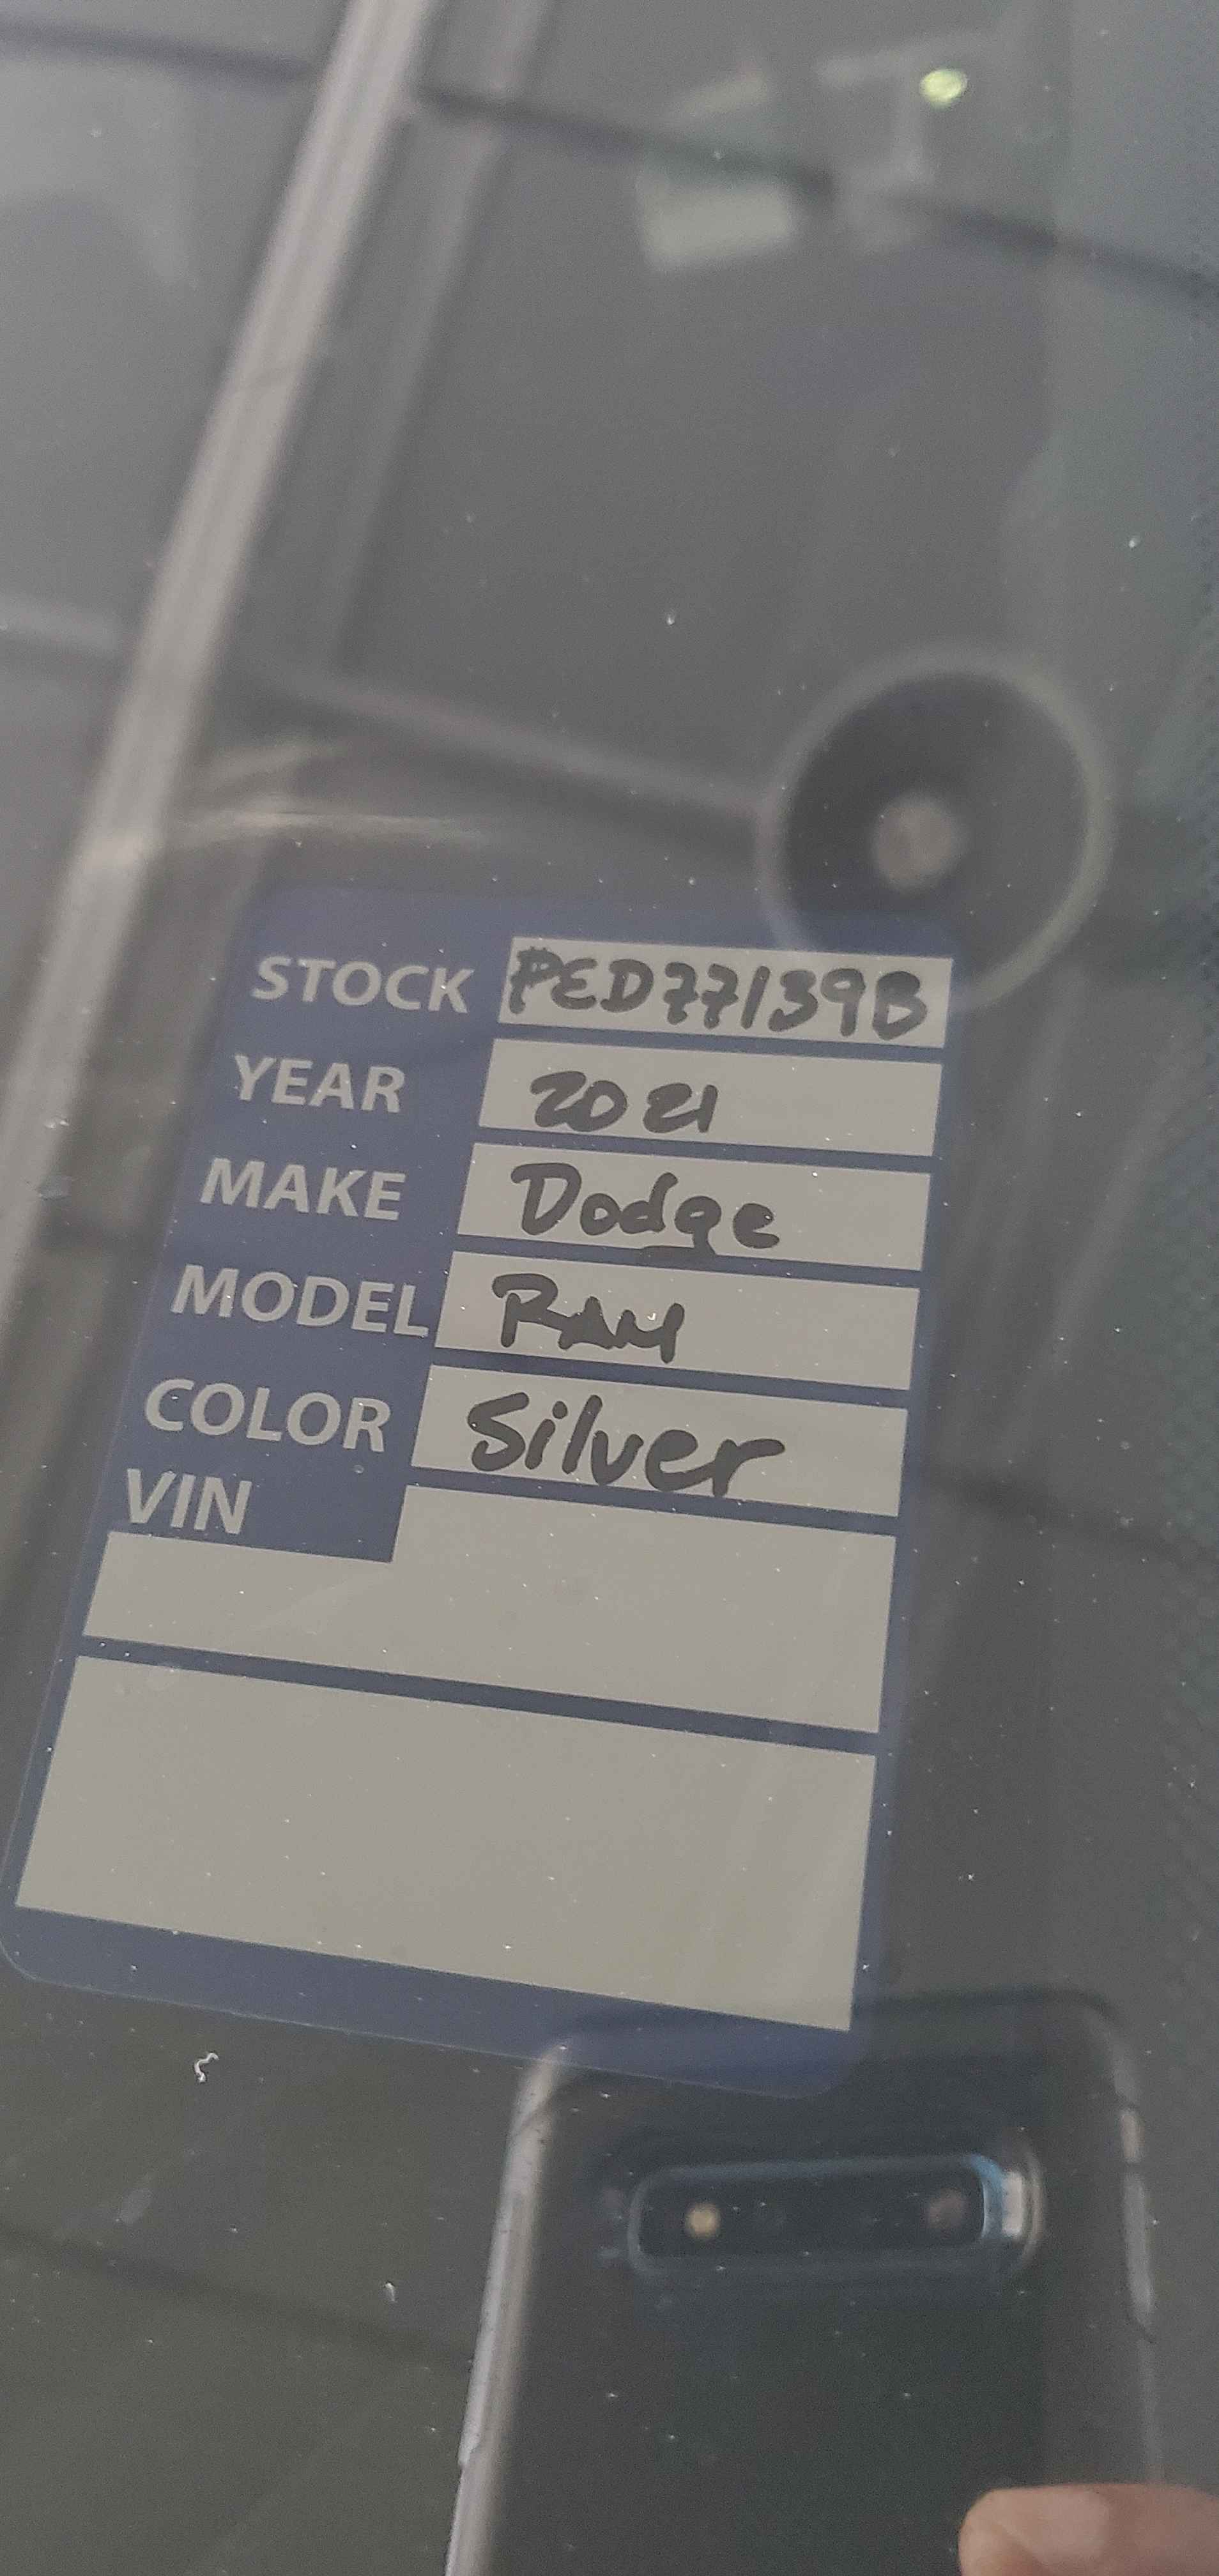 STOCK PED77139B
YEAR 2021
MAKE Dodge
MODEL RAM
COLOR Silver
VIN